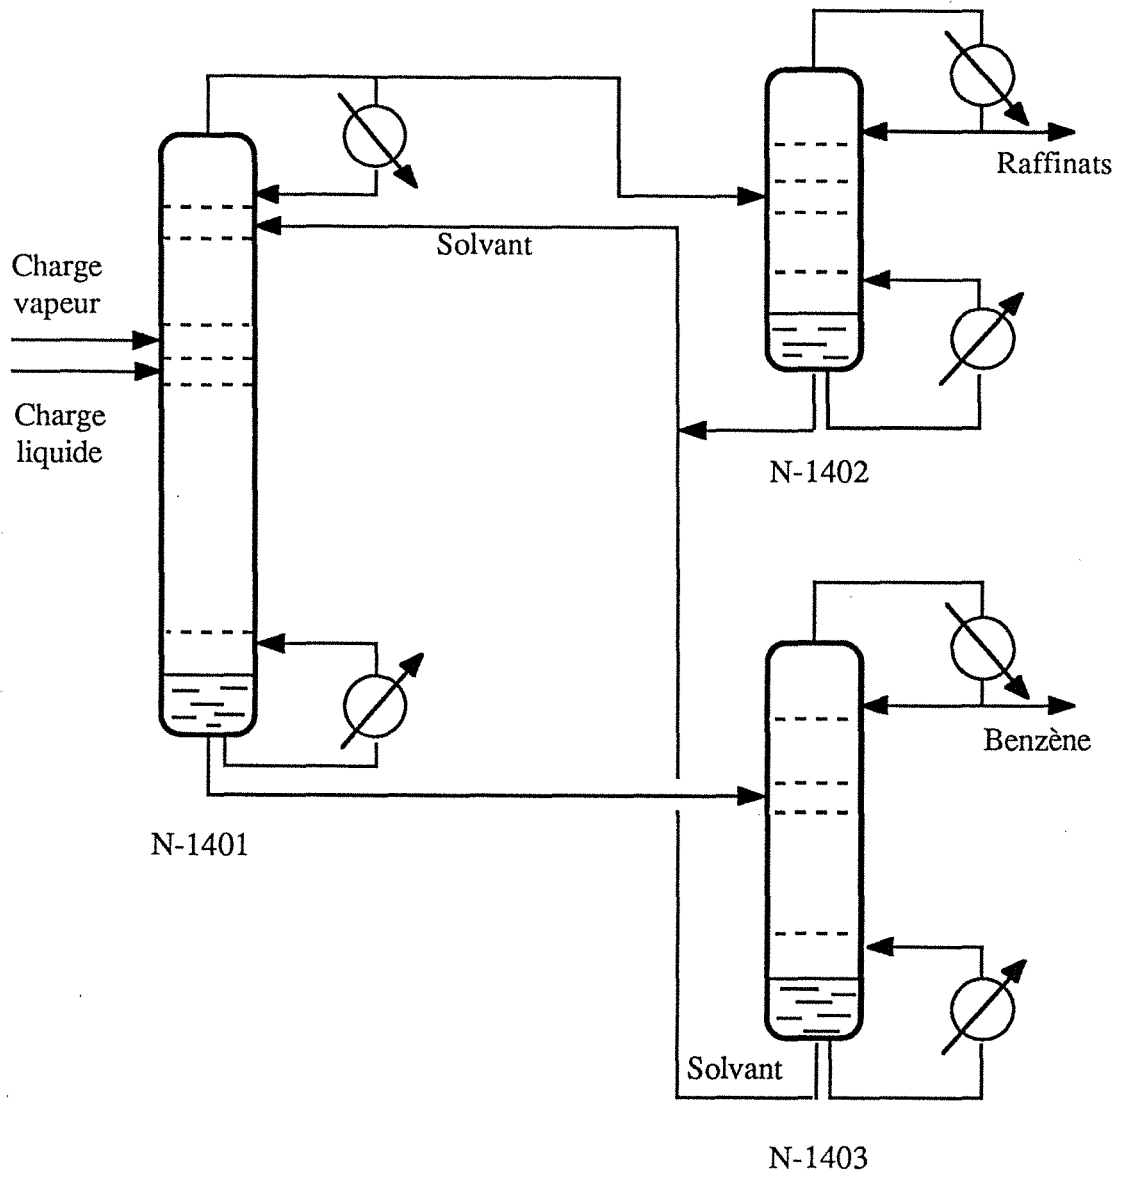 Raffinats
Solvant
Charge
vapeur
Charge
liquide
N-1402
Benzène
N-1401
Solvant
N-1403